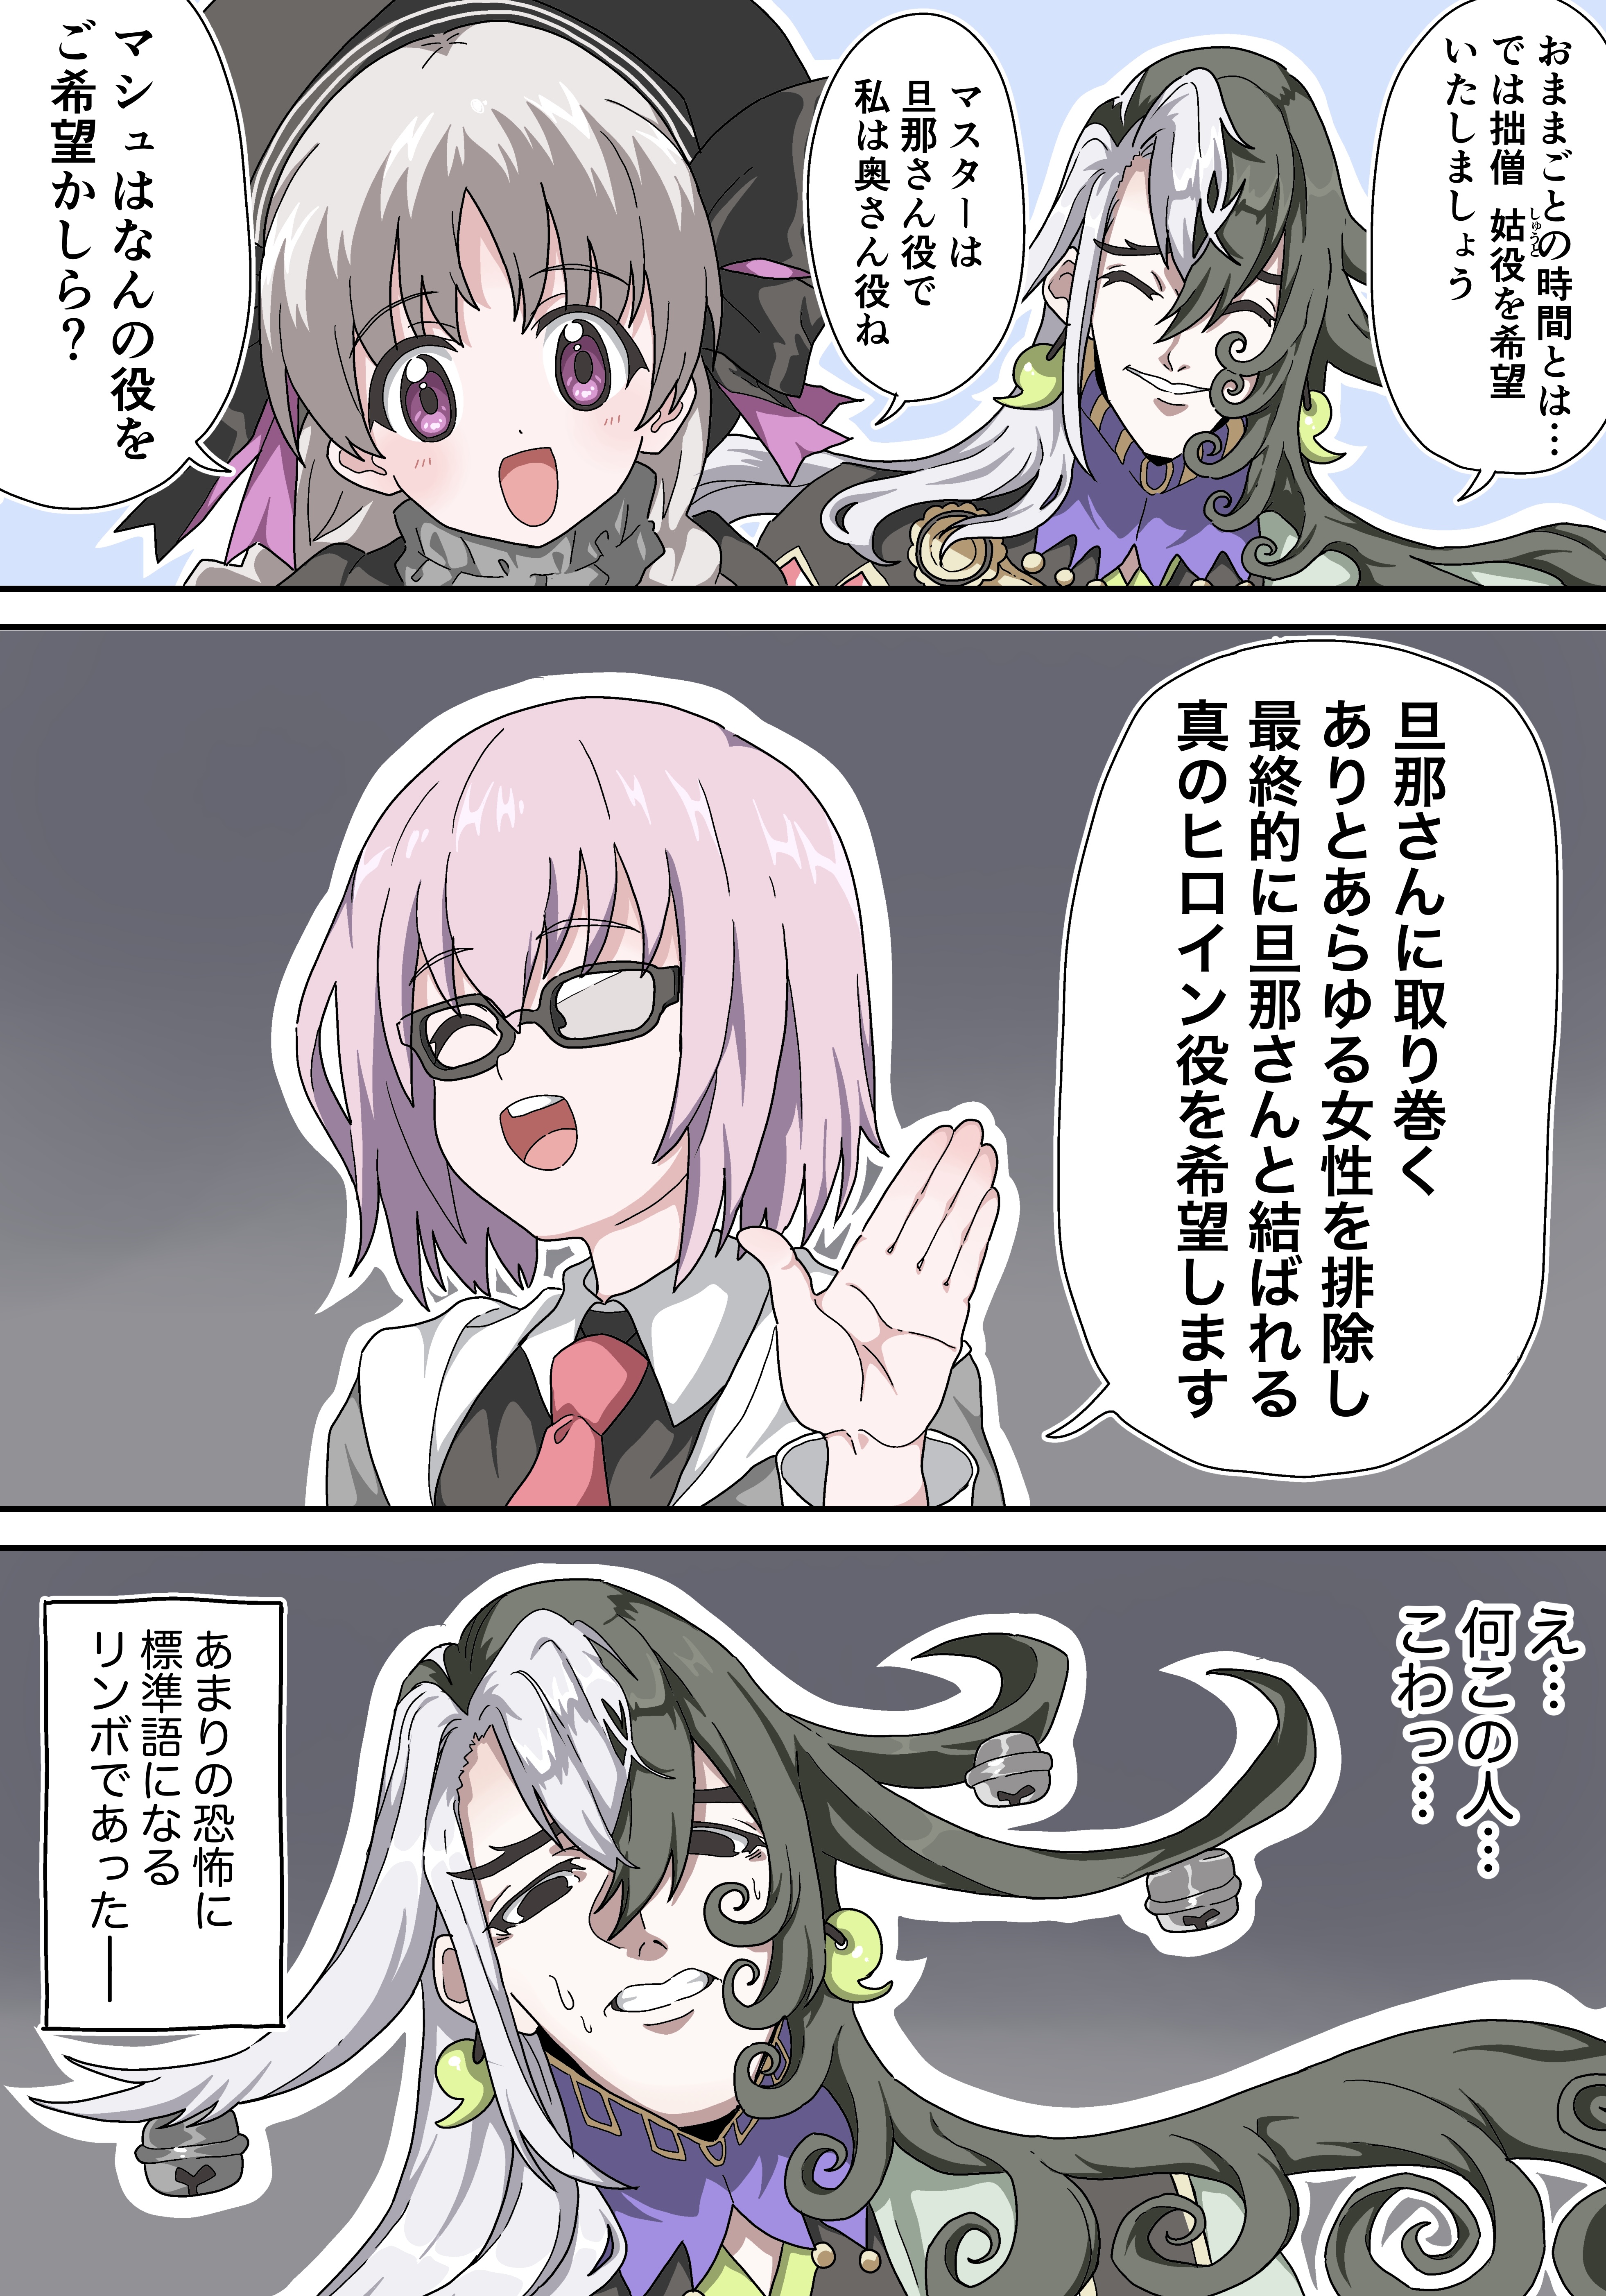 おままごとの時間とは…
では拙僧 姑役を希望
しゅうと
いたしましょう
マスターは
旦那さん役で
私は奥さん役ね
マシュはなんの役を
ご希望かしら?
旦那さんに取り巻く
ありとあらゆる女性を排除し
最終的に旦那さんと結ばれる
真のヒロイン役を希望します
え…
何この人…
こわっ…
あまりの恐怖に
標準語になる
リンボであった――